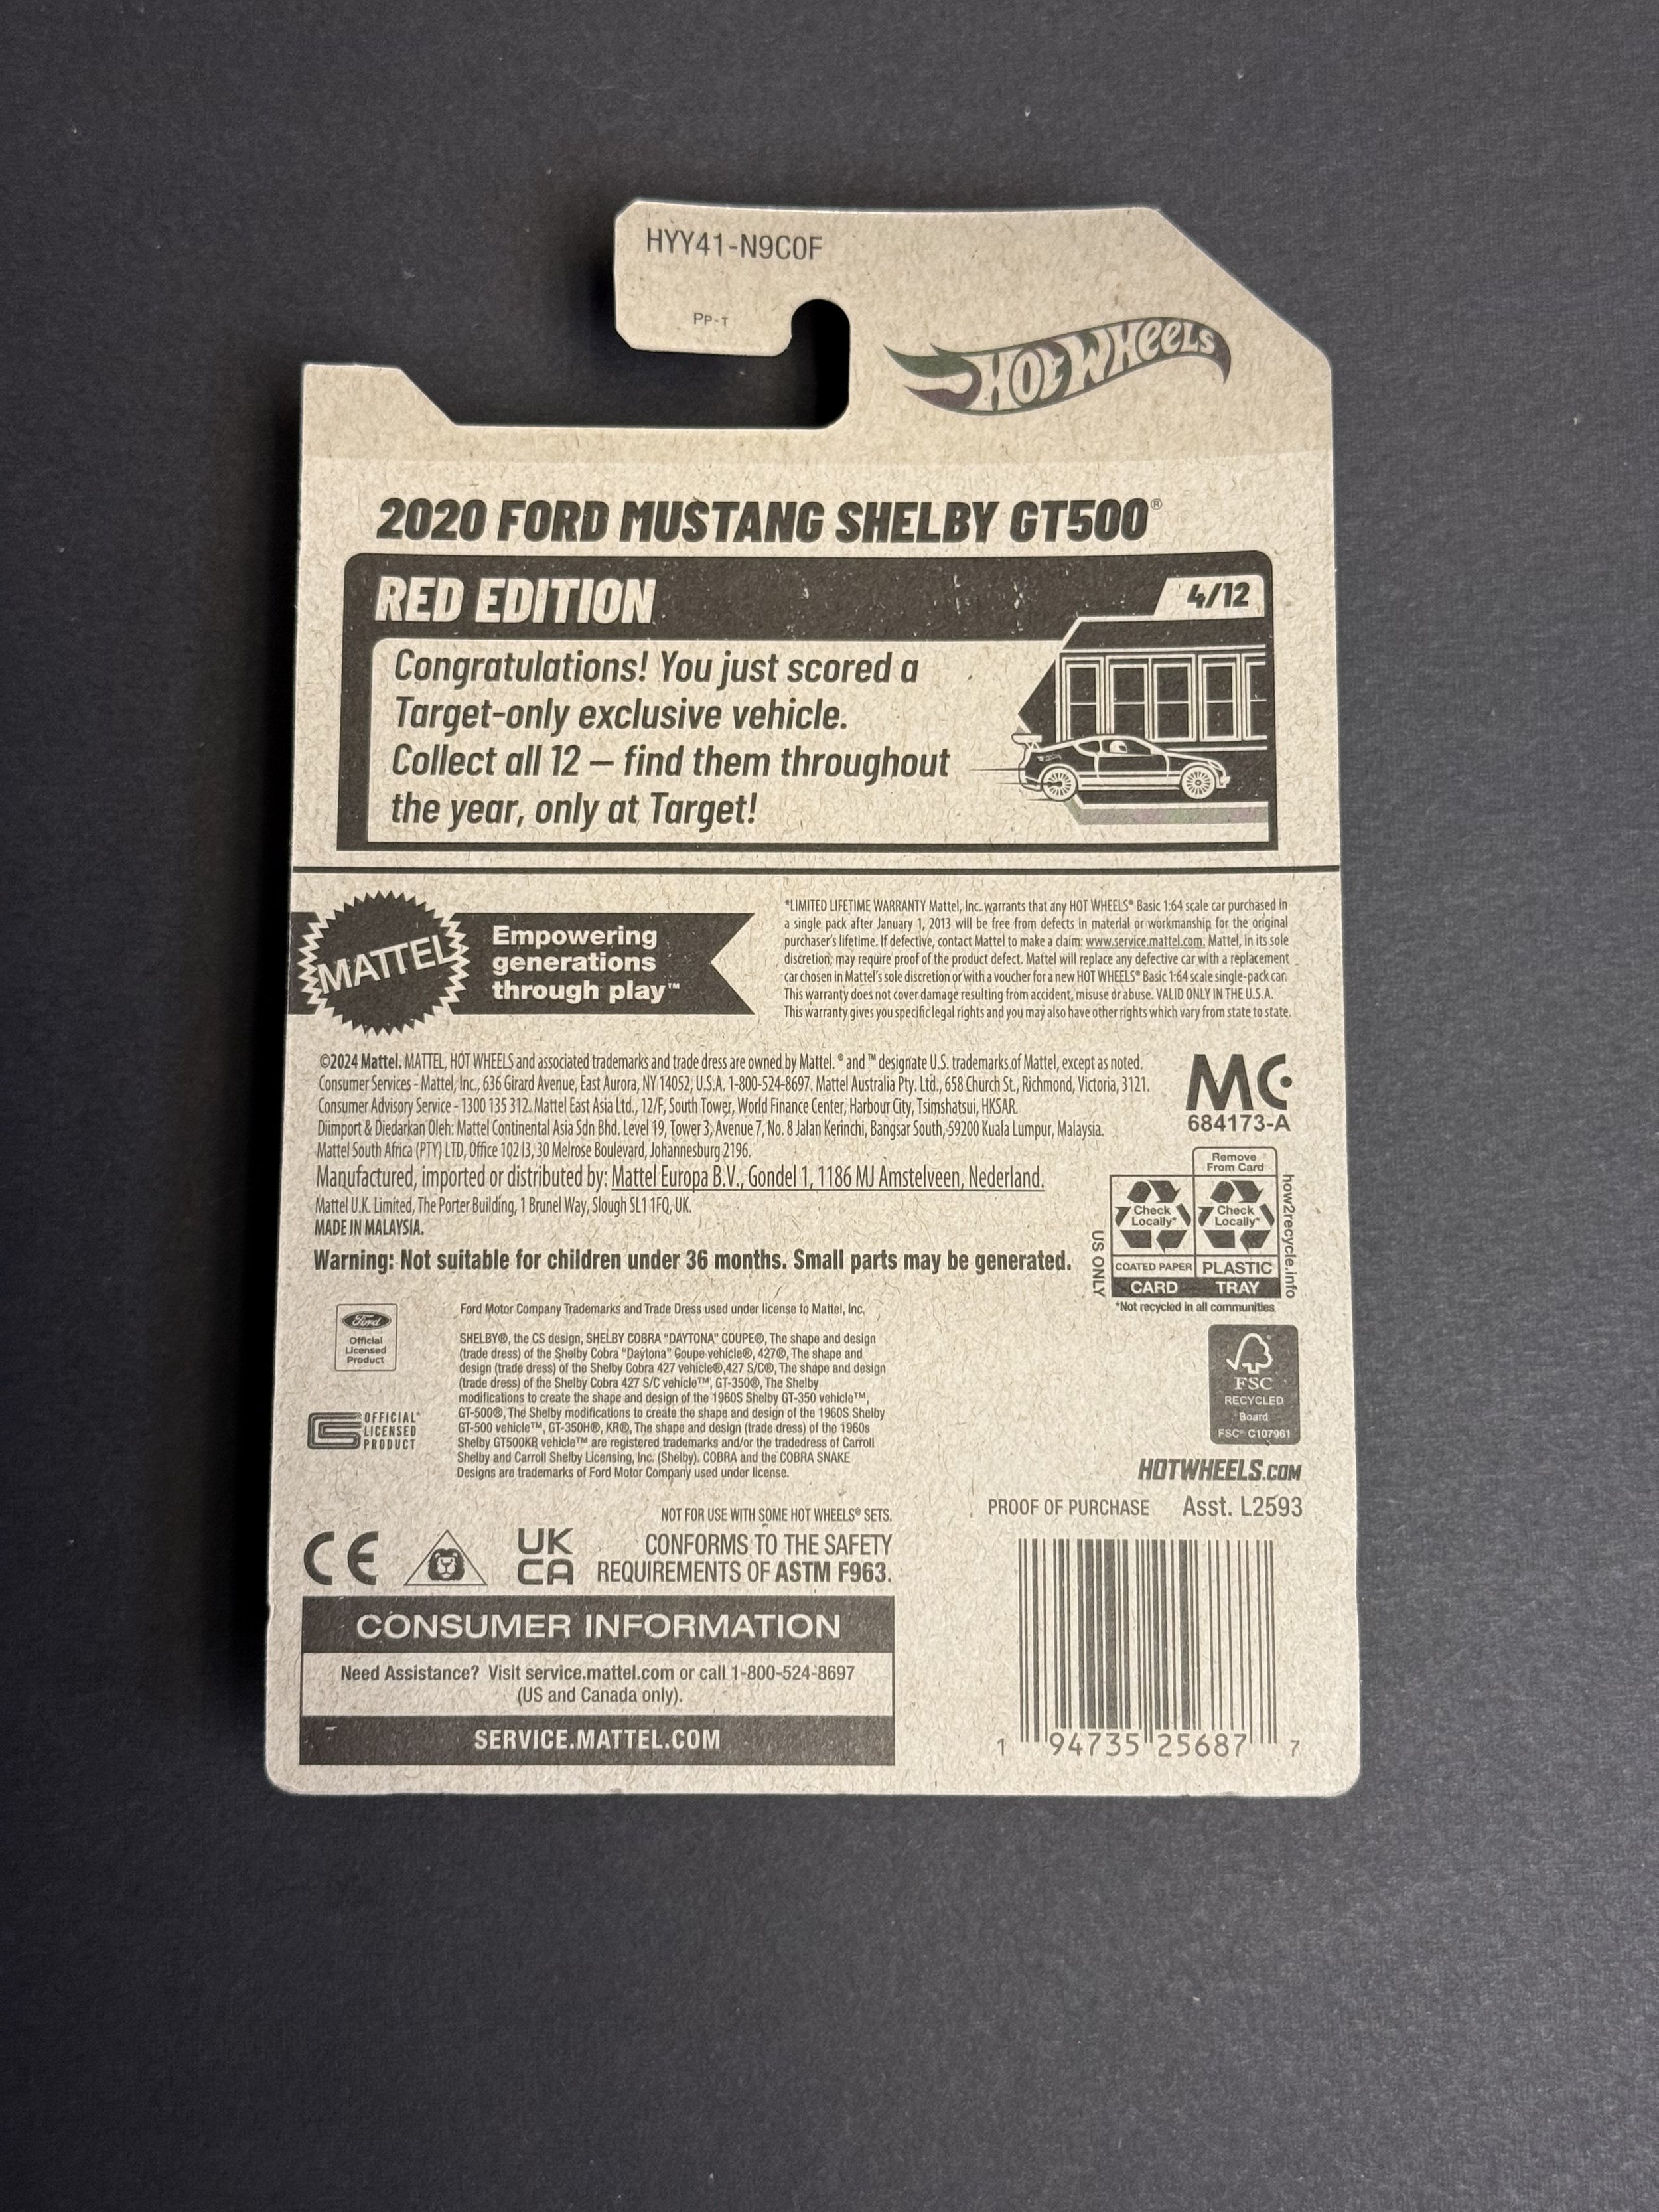 HYY41-N9C0F
PP-T
HOT WHEELS
2020 FORD MUSTANG SHELBY GT500®
RED EDITION
4/12
Congratulations! You just scored a
Target-only exclusive vehicle.
Collect all 12 – find them throughout
the year, only at Target!
MATTEL
Empowering
generations
through play™
*LIMITED LIFETIME WARRANTY Mattel, Inc. warrants that any HOT WHEELS® Basic 1:64 scale car purchased in
a single pack after January 1, 2013 will be free from defects in material or workmanship for the original
purchaser's lifetime. If defective, contact Mattel to make a claim: www.service.mattel.com. Mattel, in its sole
discretion, may require proof of the product defect. Mattel will replace any defective car with a replacement
car chosen in Mattel's sole discretion or with a voucher for a new HOT WHEELS® Basic 1:64 scale single-pack car.
This warranty does not cover damage resulting from accident, misuse or abuse. VALID ONLY IN THE U.S.A.
This warranty gives you specific legal rights and you may also have other rights which vary from state to state.
©2024 Mattel. MATTEL, HOT WHEELS and associated trademarks and trade dress are owned by Mattel. ® and ™ designate U.S. trademarks of Mattel, except as noted.
Consumer Services - Mattel, Inc., 636 Girard Avenue, East Aurora, NY 14052, U.S.A. 1-800-524-8697. Mattel Australia Pty. Ltd., 658 Church St., Richmond, Victoria, 3121.
Consumer Advisory Service - 1300 135 312. Mattel East Asia Ltd., 12/F, South Tower, World Finance Center, Harbour City, Tsimshatsui, HKSAR.
Diimport & Diedarkan Oleh: Mattel Continental Asia Sdn Bhd. Level 19, Tower 3, Avenue 7, No. 8 Jalan Kerinchi, Bangsar South, 59200 Kuala Lumpur, Malaysia.
Mattel South Africa (PTY) LTD, Office 102 I3, 30 Melrose Boulevard, Johannesburg 2196.
Manufactured, imported or distributed by: Mattel Europa B.V., Gondel 1, 1186 MJ Amstelveen, Nederland.
Mattel U.K. Limited, The Porter Building, 1 Brunel Way, Slough SL1 1FQ, UK.
MADE IN MALAYSIA.
Warning: Not suitable for children under 36 months. Small parts may be generated.
MC
684173-A
Remove
From Card
Check
Locally*
Check
Locally*
COATED PAPER
PLASTIC
CARD
TRAY
US ONLY
how2recycle.info
*Not recycled in all communities
Ford
Official
Licensed
Product
Ford Motor Company Trademarks and Trade Dress used under license to Mattel, Inc.
SHELBY®, the CS design, SHELBY COBRA "DAYTONA" COUPE®, The shape and design
(trade dress) of the Shelby Cobra "Daytona" Coupe vehicle®, 427®, The shape and
design (trade dress) of the Shelby Cobra 427 vehicle®,427 S/C®, The shape and design
(trade dress) of the Shelby Cobra 427 S/C vehicle™, GT-350®, The Shelby
modifications to create the shape and design of the 1960S Shelby GT-350 vehicle™,
GT-500®, The Shelby modifications to create the shape and design of the 1960S Shelby
GT-500 vehicle™, GT-350H®, KR®, The shape and design (trade dress) of the 1960s
Shelby GT500KR vehicle™ are registered trademarks and/or the tradedress of Carroll
Shelby and Carroll Shelby Licensing, Inc. (Shelby). COBRA and the COBRA SNAKE
Designs are trademarks of Ford Motor Company used under license.
OFFICIAL®
LICENSED
PRODUCT
FSC
RECYCLED
Board
FSC® C107961
HOTWHEELS.COM
PROOF OF PURCHASE Asst. L2593
NOT FOR USE WITH SOME HOT WHEELS® SETS.
CE
UK
CA
CONFORMS TO THE SAFETY
REQUIREMENTS OF ASTM F963.
CONSUMER INFORMATION
Need Assistance? Visit service.mattel.com or call 1-800-524-8697
(US and Canada only).
SERVICE.MATTEL.COM
1 94735 25687 7